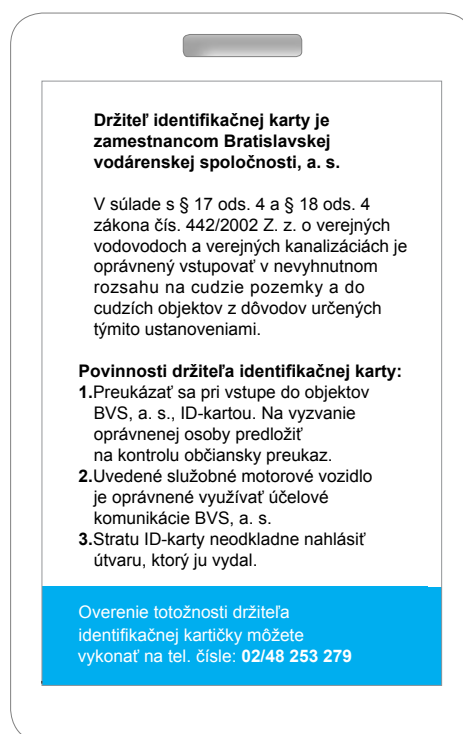 Držiteľ identifikačnej karty je
zamestnancom Bratislavskej
vodárenskej spoločnosti, a. s.
V súlade s § 17 ods. 4 a § 18 ods. 4
zákona čís. 442/2002 Z. z. o verejných
vodovodoch a verejných kanalizáciách je
oprávnený vstupovať v nevyhnutnom
rozsahu na cudzie pozemky a do
cudzích objektov z dôvodov určených
týmito ustanoveniami.
Povinnosti držiteľa identifikačnej karty:
1.Preukázať sa pri vstupe do objektov
BVS, a. s., ID-kartou. Na vyzvanie
oprávnenej osoby predložiť
na kontrolu občiansky preukaz.
2.Uvedené služobné motorové vozidlo
je oprávnené využívať účelové
komunikácie BVS, a. s.
3.Stratu ID-karty neodkladne nahlásiť
útvaru, ktorý ju vydal.
Overenie totožnosti držiteľa
identifikačnej kartičky môžete
vykonať na tel. čísle: 02/48 253 279